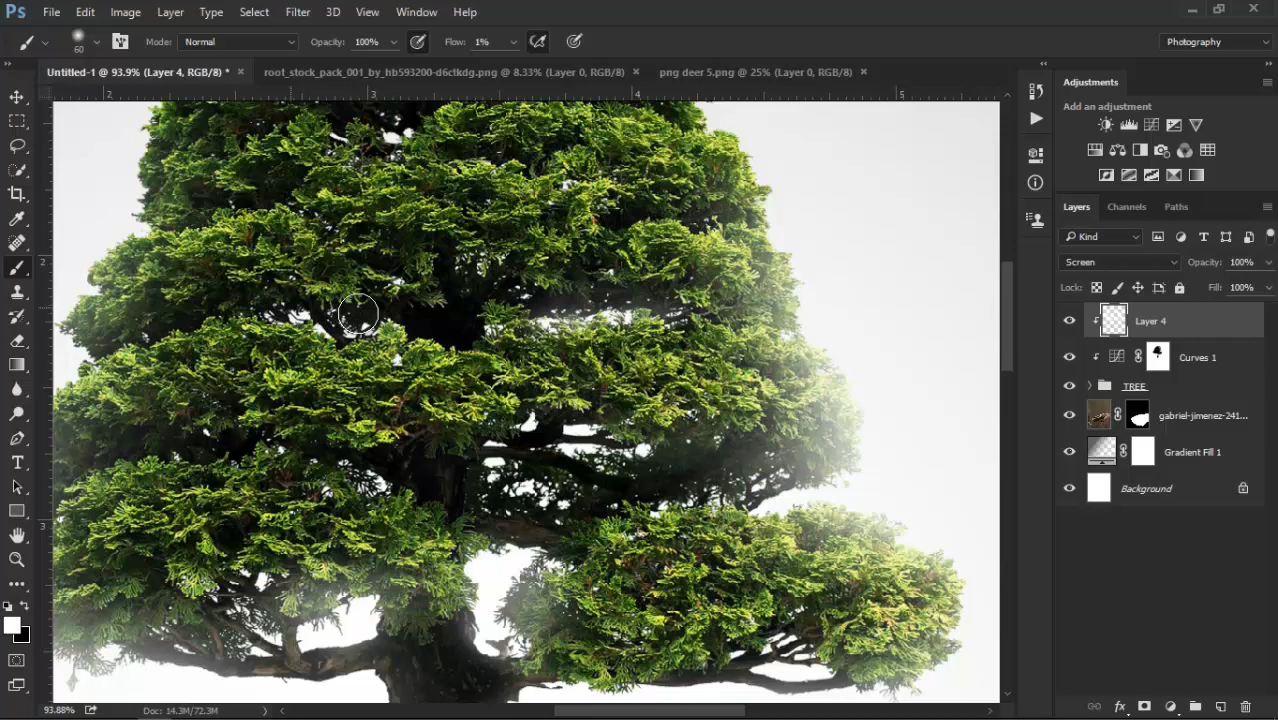 Ps File Edit Image Layer Type Select Filter 3D View Window Help
60 Mode: Normal Opacity: 100% Flow: 1% Photography
Untitled-1 @ 93.9% (Layer 4, RGB/8) * × root_stock_pack_001_by_hb593200-d6ctkdg.png @ 8.33% (Layer 0, RGB/8) × png deer 5.png @ 25% (Layer 0, RGB/8) ×
2 3 4 5
2
3
Adjustments
Add an adjustment
Layers Channels Paths
Kind
Screen Opacity: 100%
Lock: Fill: 100%
Layer 4
Curves 1
TREE
gabriel-jimenez-241...
Gradient Fill 1
Background
93.88% Doc: 14.3M/72.3M